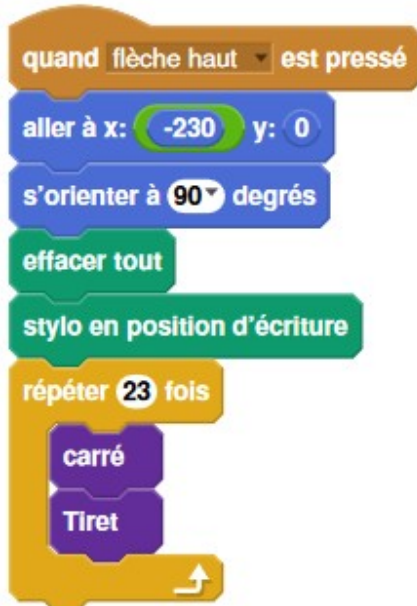 quand flèche haut est pressé
aller à x: -230 y: 0
s'orienter à 90 degrés
effacer tout
stylo en position d'écriture
répéter 23 fois
carré
Tiret